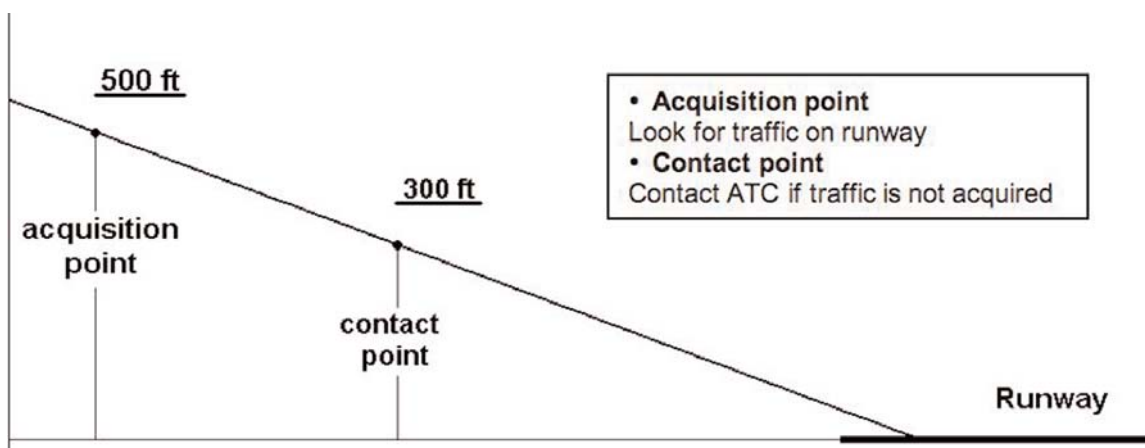 500 ft
• Acquisition point
Look for traffic on runway
• Contact point
Contact ATC if traffic is not acquired
300 ft
acquisition
point
contact
point
Runway